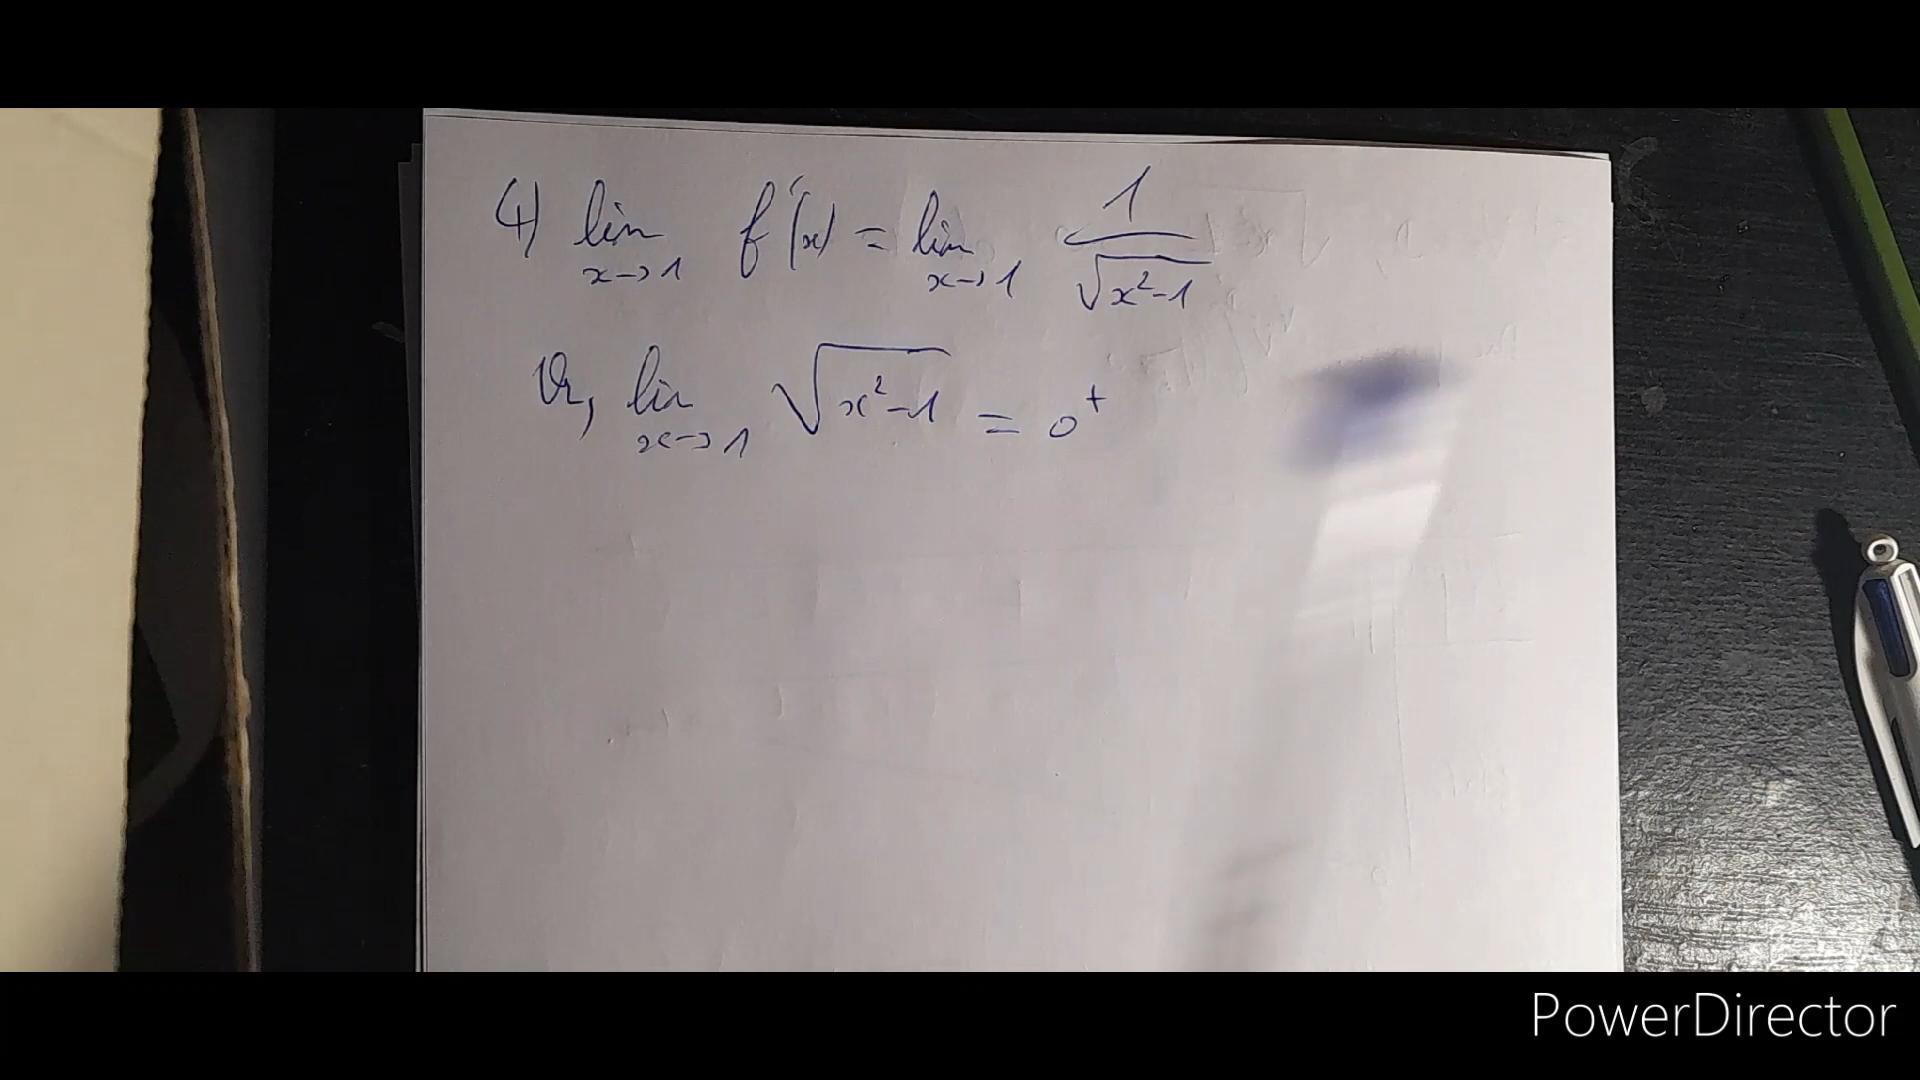 4) lim x→1 f'(x) = lim x→1 1/√(x²-1)
Or, lim x→1 √(x²-1) = 0⁺
PowerDirector